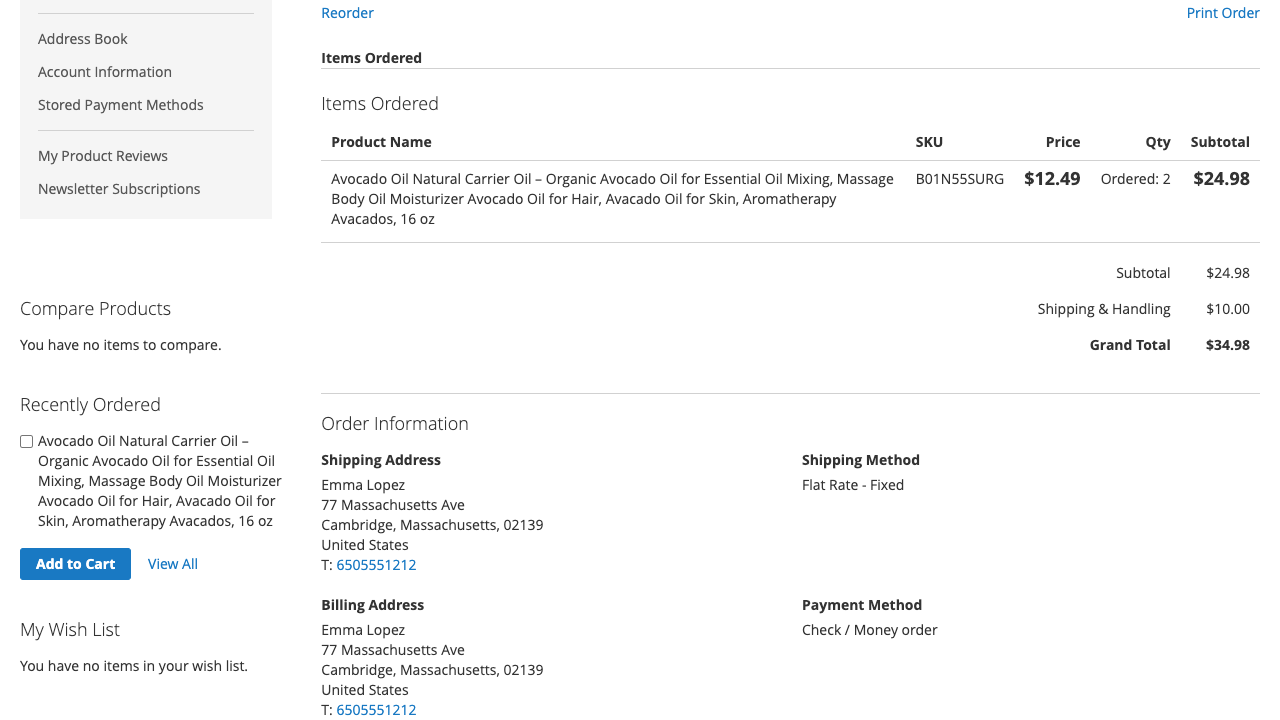 Address Book
Account Information
Stored Payment Methods
My Product Reviews
Newsletter Subscriptions
Compare Products
You have no items to compare.
Recently Ordered
Avocado Oil Natural Carrier Oil –
Organic Avocado Oil for Essential Oil
Mixing, Massage Body Oil Moisturizer
Avocado Oil for Hair, Avacado Oil for
Skin, Aromatherapy Avacados, 16 oz
Add to Cart View All
My Wish List
You have no items in your wish list.
Reorder Print Order
Items Ordered
Items Ordered
Product Name SKU Price Qty Subtotal
Avocado Oil Natural Carrier Oil – Organic Avocado Oil for Essential Oil Mixing, Massage B01N55SURG $12.49 Ordered: 2 $24.98
Body Oil Moisturizer Avocado Oil for Hair, Avacado Oil for Skin, Aromatherapy
Avacados, 16 oz
Subtotal $24.98
Shipping & Handling $10.00
Grand Total $34.98
Order Information
Shipping Address
Emma Lopez
77 Massachusetts Ave
Cambridge, Massachusetts, 02139
United States
T: 6505551212
Shipping Method
Flat Rate - Fixed
Billing Address
Emma Lopez
77 Massachusetts Ave
Cambridge, Massachusetts, 02139
United States
T: 6505551212
Payment Method
Check / Money order